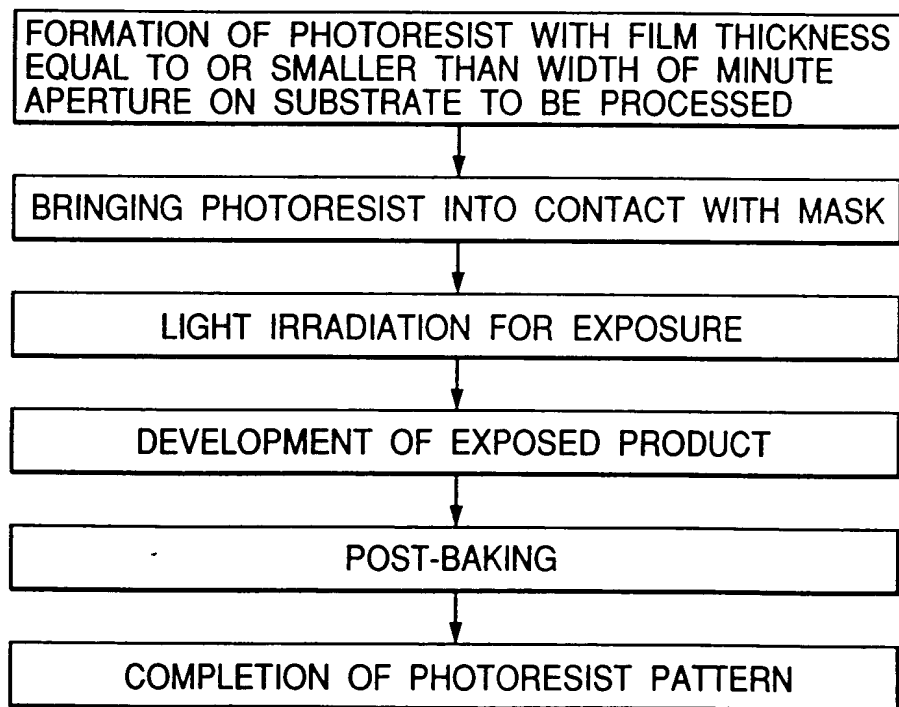 FORMATION OF PHOTORESIST WITH FILM THICKNESS
EQUAL TO OR SMALLER THAN WIDTH OF MINUTE
APERTURE ON SUBSTRATE TO BE PROCESSED
BRINGING PHOTORESIST INTO CONTACT WITH MASK
LIGHT IRRADIATION FOR EXPOSURE
DEVELOPMENT OF EXPOSED PRODUCT
POST-BAKING
COMPLETION OF PHOTORESIST PATTERN